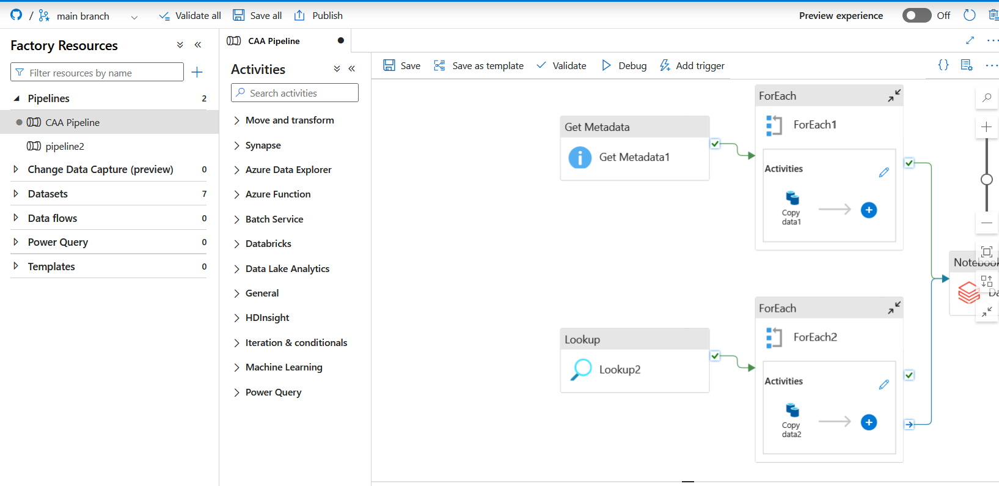 / main branch Validate all Save all Publish Preview experience Off
Factory Resources
Filter resources by name
Pipelines 2
CAA Pipeline
pipeline2
Change Data Capture (preview) 0
Datasets 7
Data flows 0
Power Query 0
Templates 0
CAA Pipeline
Activities
Search activities
Move and transform
Synapse
Azure Data Explorer
Azure Function
Batch Service
Databricks
Data Lake Analytics
General
HDInsight
Iteration & conditionals
Machine Learning
Power Query
Save Save as template Validate Debug Add trigger {}
Get Metadata
Get Metadata1
ForEach
ForEach1
Activities
Copy
data1
Lookup
Lookup2
ForEach
ForEach2
Activities
Copy
data2
Notebook